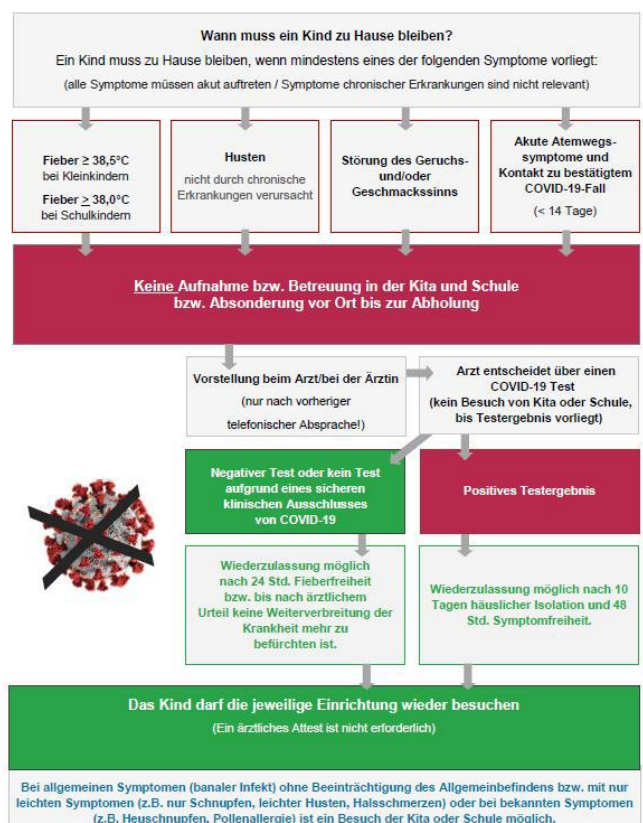 Wann muss ein Kind zu Hause bleiben?
Ein Kind muss zu Hause bleiben, wenn mindestens eines der folgenden Symptome vorliegt:
(alle Symptome müssen akut auftreten / Symptome chronischer Erkrankungen sind nicht relevant)
Fieber ≥ 38,5°C
bei Kleinkindern
Fieber ≥ 38,0°C
bei Schulkindern
Husten
nicht durch chronische
Erkrankungen verursacht
Störung des Geruchs-
und/oder
Geschmackssinns
Akute Atemwegs-
symptome und
Kontakt zu bestätigtem
COVID-19-Fall
(< 14 Tage)
Keine Aufnahme bzw. Betreuung in der Kita und Schule
bzw. Absonderung vor Ort bis zur Abholung
Vorstellung beim Arzt/bei der Ärztin
(nur nach vorheriger
telefonischer Absprache!)
Arzt entscheidet über einen
COVID-19 Test
(kein Besuch von Kita oder Schule,
bis Testergebnis vorliegt)
Negativer Test oder kein Test
aufgrund eines sicheren
klinischen Ausschlusses
von COVID-19
Positives Testergebnis
Wiederzulassung möglich
nach 24 Std. Fieberfreiheit
bzw. bis nach ärztlichem
Urteil keine Weiterverbreitung der
Krankheit mehr zu
befürchten ist.
Wiederzulassung möglich nach 10
Tagen häuslicher Isolation und 48
Std. Symptomfreiheit.
Das Kind darf die jeweilige Einrichtung wieder besuchen
(Ein ärztliches Attest ist nicht erforderlich)
Bei allgemeinen Symptomen (banaler Infekt) ohne Beeinträchtigung des Allgemeinbefindens bzw. mit nur
leichten Symptomen (z.B. nur Schnupfen, leichter Husten, Halsschmerzen) oder bei bekannten Symptomen
(z.B. Heuschnupfen, Pollenallergie) ist ein Besuch der Kita oder Schule möglich.